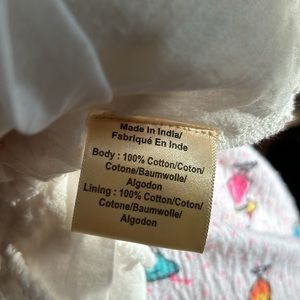 Made In India/
Fabriqué En Inde
Body : 100% Cotton/Coton/
Cotone/Baumwolle/
Algodon
Lining : 100% Cotton/Coton/
Cotone/Baumwolle/
Algodon